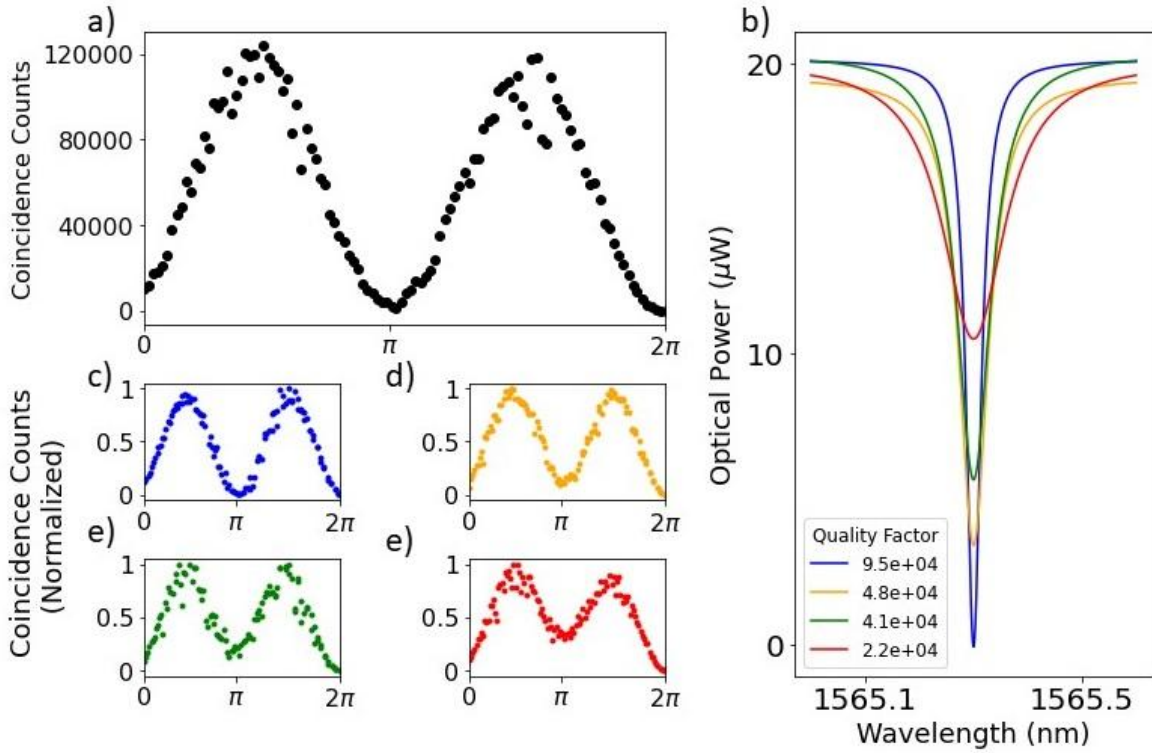 a)
Coincidence Counts
120000
80000
40000
0
0
π
2π
b)
Optical Power (μW)
20
10
0
Quality Factor
9.5e+04
4.8e+04
4.1e+04
2.2e+04
1565.1
1565.5
Wavelength (nm)
Coincidence Counts
(Normalized)
c)
1
0.5
0
0
π
2π
d)
1
0.5
0
0
π
2π
e)
1
0.5
0
0
π
2π
e)
1
0.5
0
0
π
2π